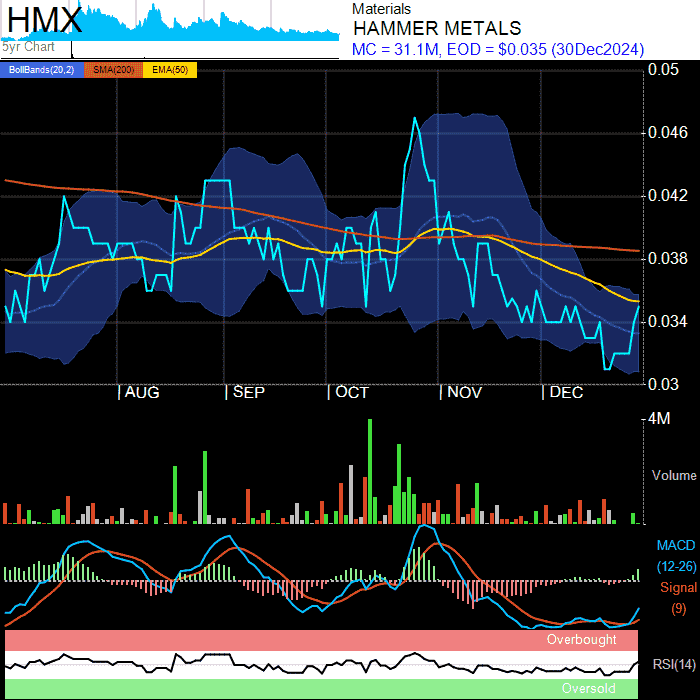 HMX
5yr Chart
Materials
HAMMER METALS
MC = 31.1M, EOD = $0.035 (30Dec2024)
BollBands(20,2) SMA(200) EMA(50)
0.05
0.046
0.042
0.038
0.034
0.03
AUG SEP OCT NOV DEC
4M
Volume
MACD
(12-26)
Signal
(9)
Overbought
RSI(14)
Oversold